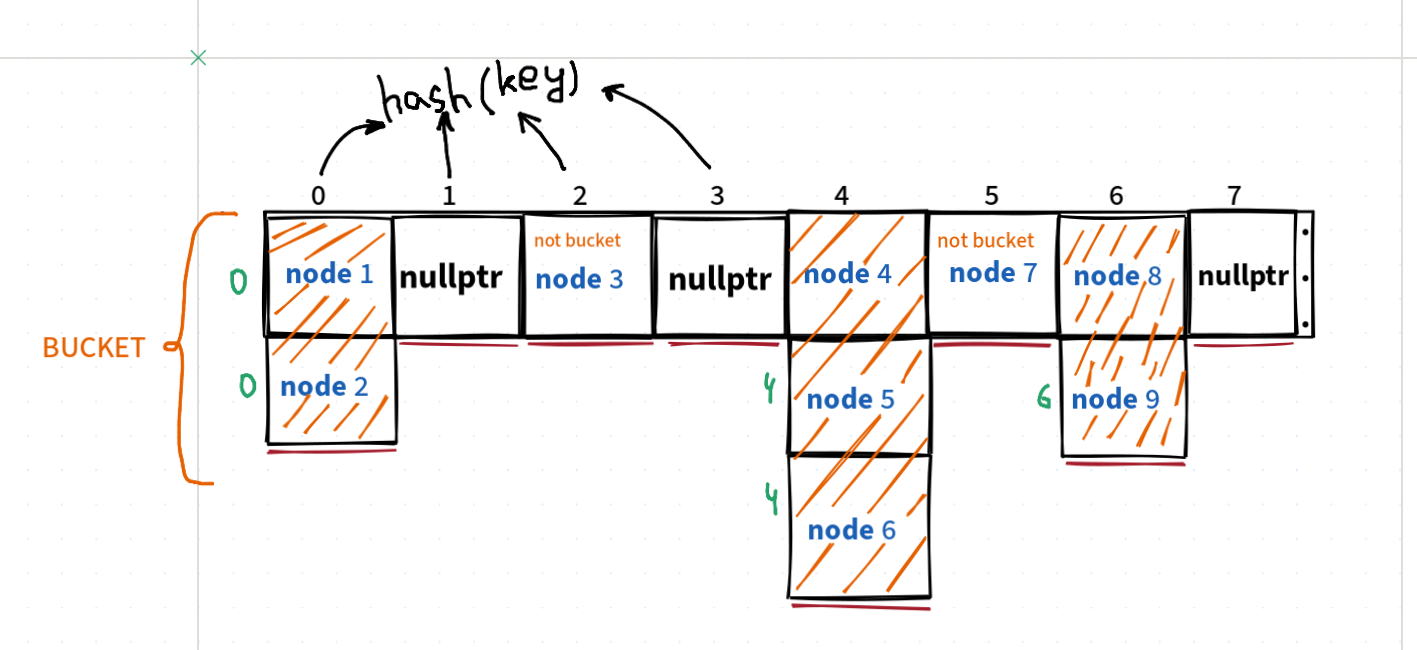 hash(key)
0 1 2 3 4 5 6 7
not bucket not bucket
0 node 1 nullptr node 3 nullptr node 4 node 7 node 8 nullptr
BUCKET
0 node 2 4 node 5 6 node 9
4 node 6